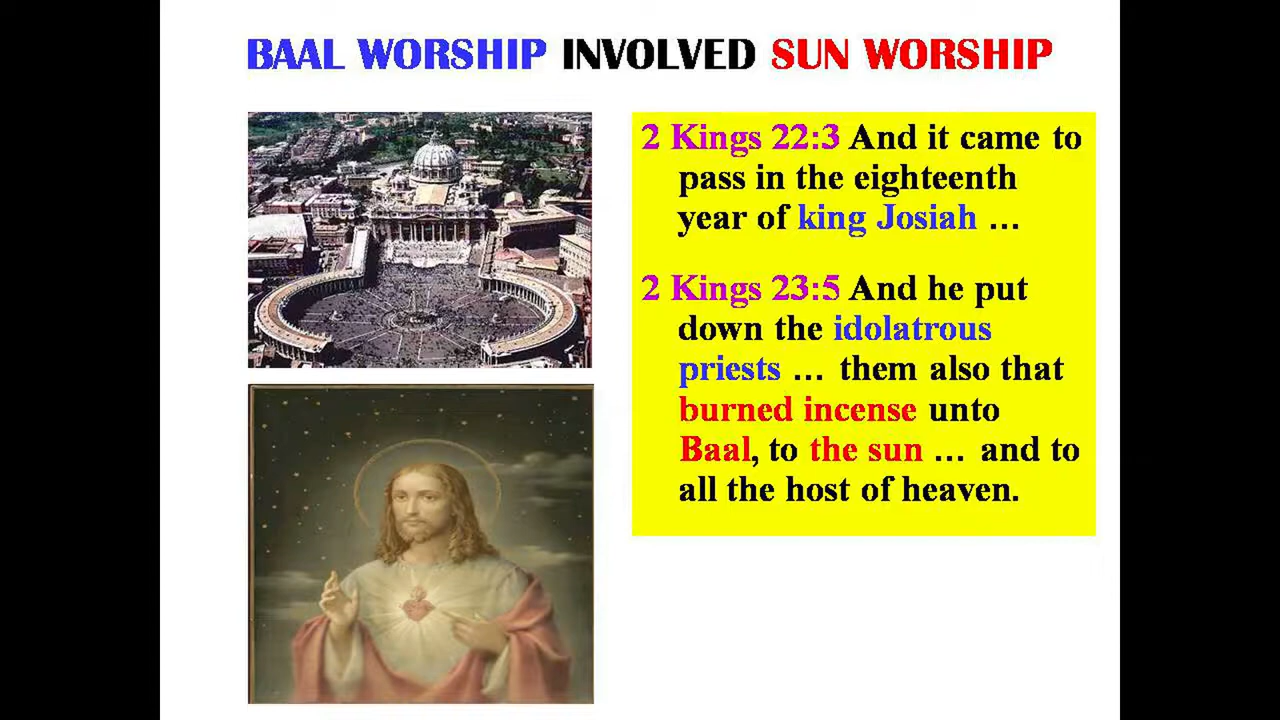 BAAL WORSHIP INVOLVED SUN WORSHIP
2 Kings 22:3 And it came to
pass in the eighteenth
year of king Josiah …
2 Kings 23:5 And he put
down the idolatrous
priests … them also that
burned incense unto
Baal, to the sun … and to
all the host of heaven.